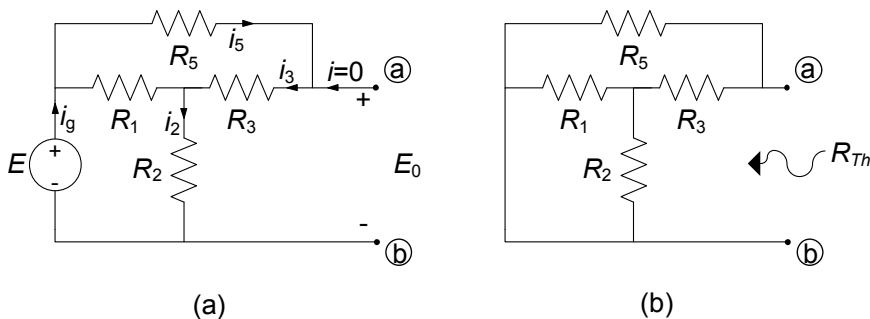 i5
R5
i3
i=0
a
+
R1
i2
R3
ig
E
+
-
R2
E0
-
b
(a)
R5
a
R1
R3
R2
RTh
b
(b)